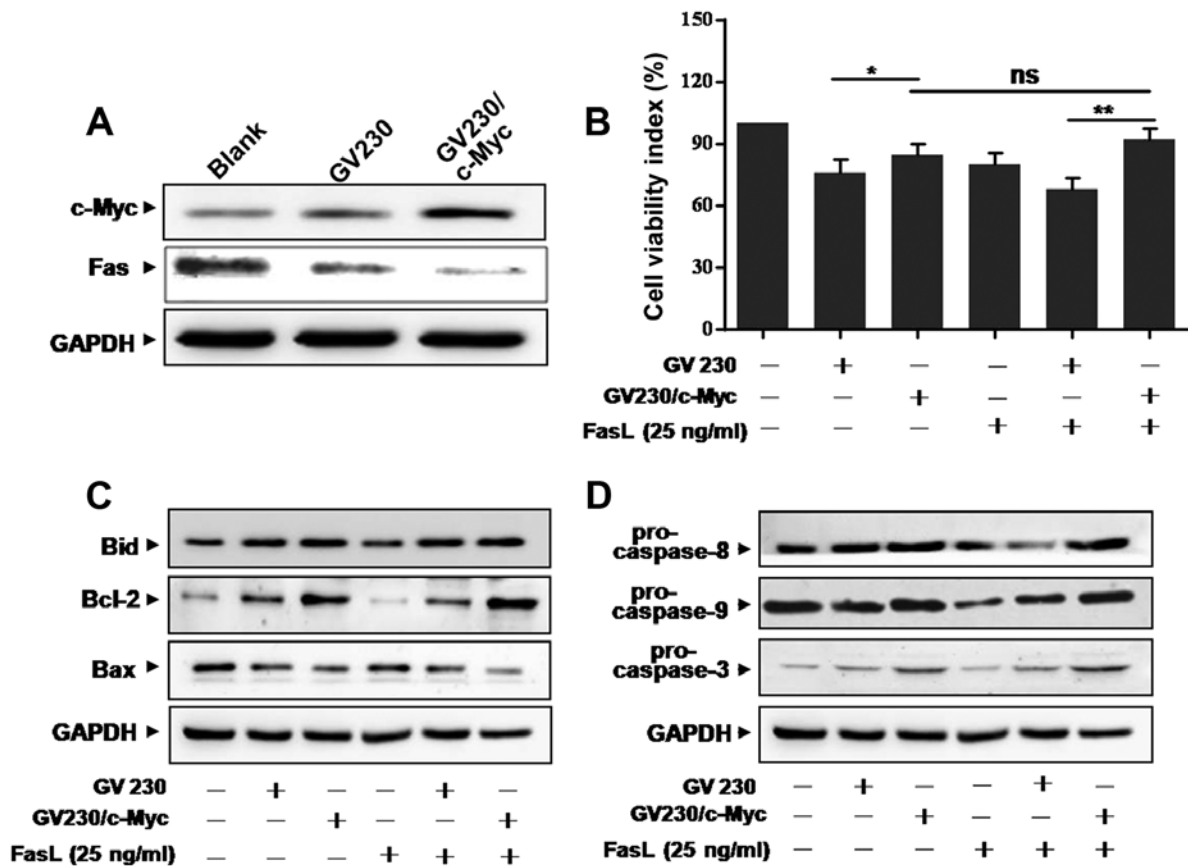 A
Blank
GV230
GV230/
c-Myc
c-Myc
Fas
GAPDH
B
Cell viability index (%)
150
120
90
60
30
0
*
ns
**
GV 230 – + – – + –
GV230/c-Myc – – + – – +
FasL (25 ng/ml) – – – + + +
C
Bid
Bcl-2
Bax
GAPDH
GV 230 – + – – + –
GV230/c-Myc – – + – – +
FasL (25 ng/ml) – – – + + +
D
pro-
caspase-8
pro-
caspase-9
pro-
caspase-3
GAPDH
GV 230 – + – – + –
GV230/c-Myc – – + – – +
FasL (25 ng/ml) – – – + + +